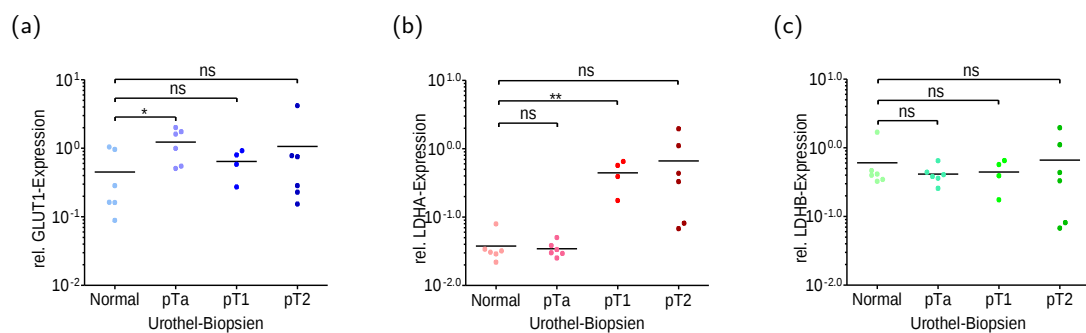 (a)
rel. GLUT1-Expression
10^1
10^0
10^-1
10^-2
ns
ns
*
Normal pTa pT1 pT2
Urothel-Biopsien
(b)
rel. LDHA-Expression
10^1.0
10^0.0
10^-1.0
10^-2.0
ns
**
ns
Normal pTa pT1 pT2
Urothel-Biopsien
(c)
rel. LDHB-Expression
10^1.0
10^0.0
10^-1.0
10^-2.0
ns
ns
ns
Normal pTa pT1 pT2
Urothel-Biopsien